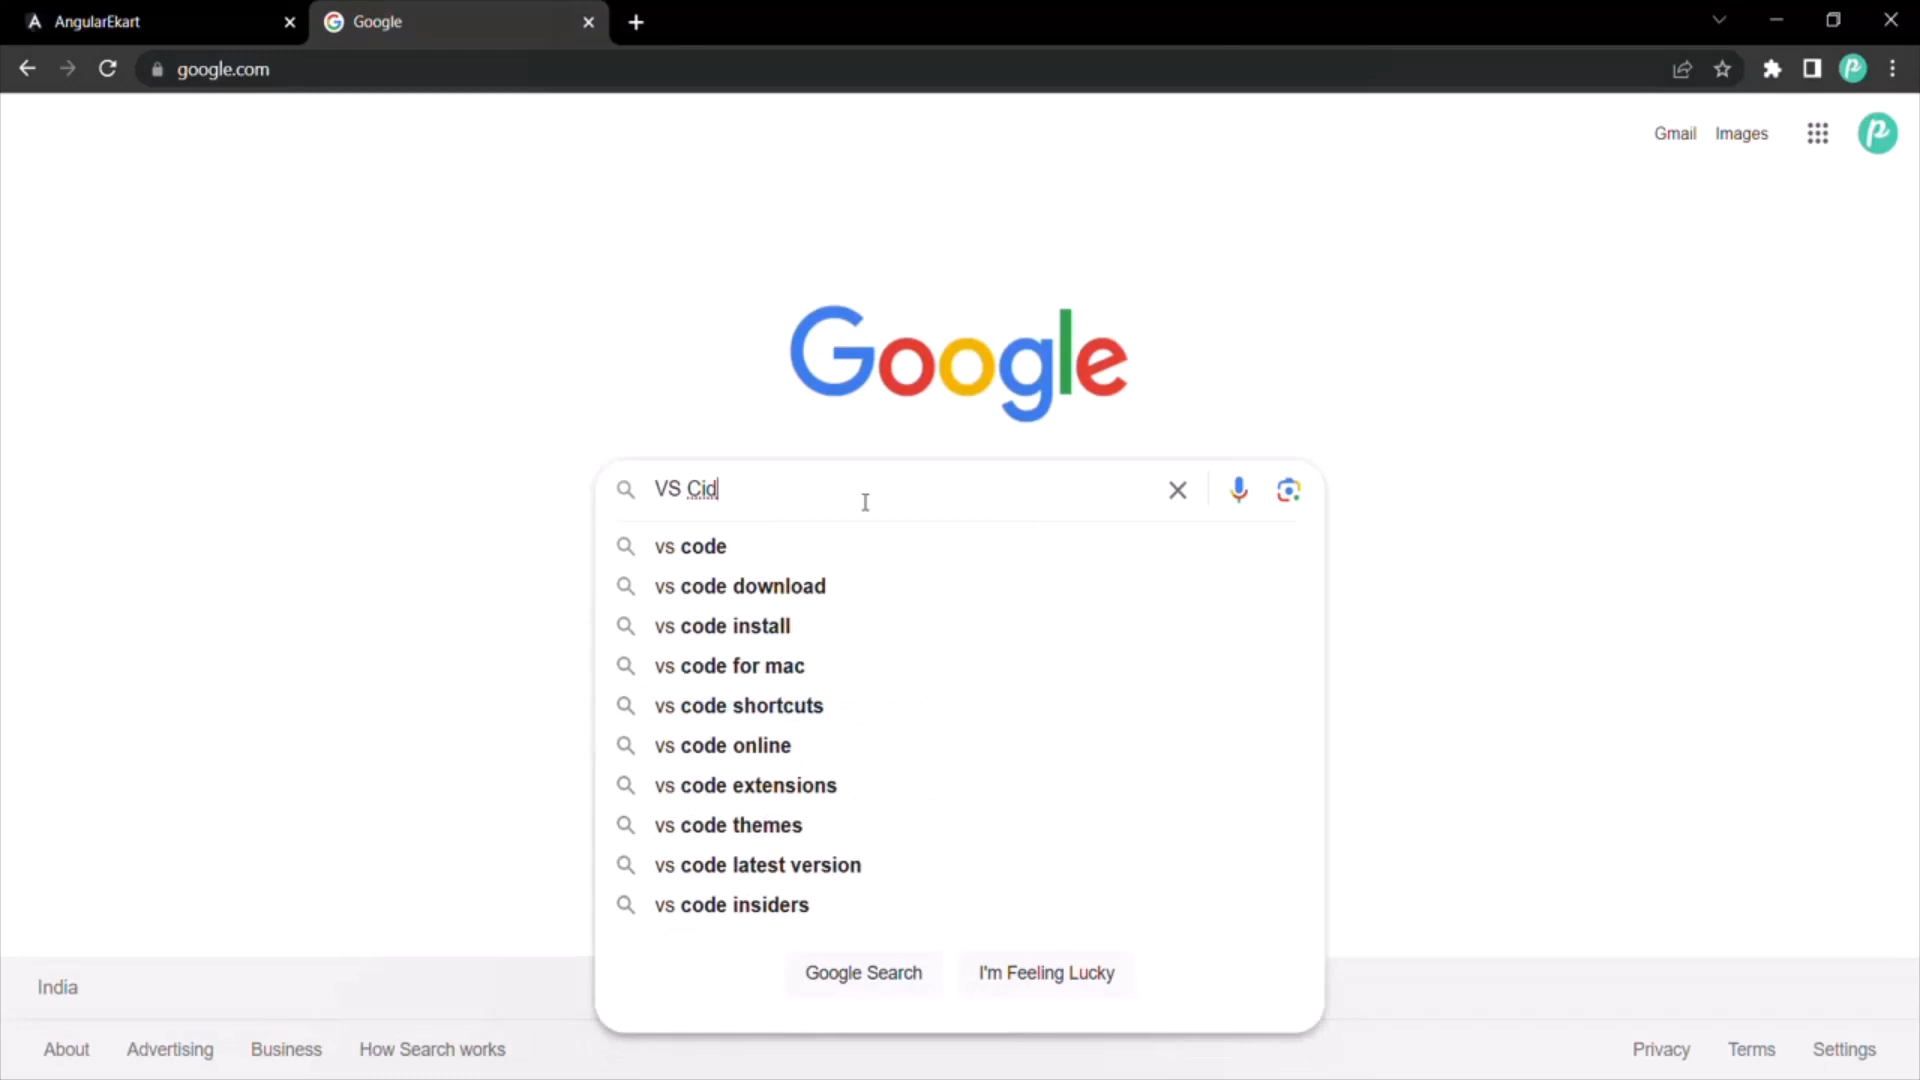 AngularEkart
Google
google.com
Gmail Images
Google
VS Cid
vs code
vs code download
vs code install
vs code for mac
vs code shortcuts
vs code online
vs code extensions
vs code themes
vs code latest version
vs code insiders
Google Search I'm Feeling Lucky
India
About Advertising Business How Search works Privacy Terms Settings